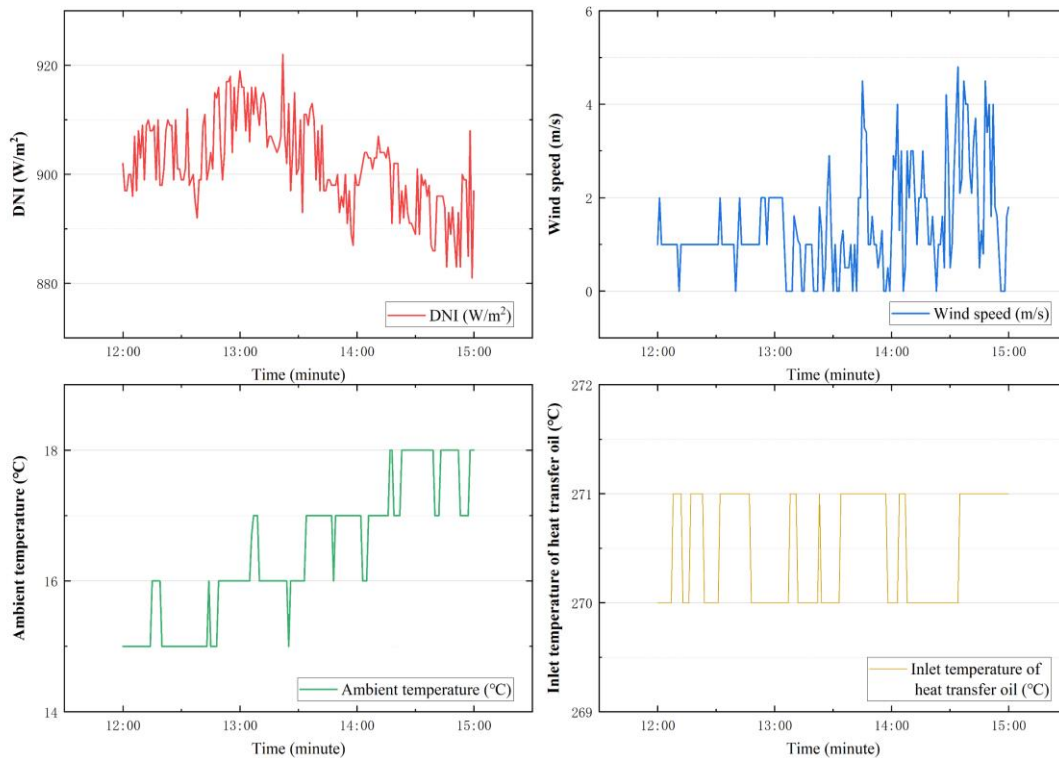 DNI (W/m²)
920
900
880
12:00
13:00
14:00
15:00
Time (minute)
DNI (W/m²)
Wind speed (m/s)
6
4
2
0
12:00
13:00
14:00
15:00
Time (minute)
Wind speed (m/s)
Ambient temperature (℃)
18
16
14
12:00
13:00
14:00
15:00
Time (minute)
Ambient temperature (℃)
Inlet temperature of heat transfer oil (℃)
272
271
270
269
12:00
13:00
14:00
15:00
Time (minute)
Inlet temperature of
heat transfer oil (℃)